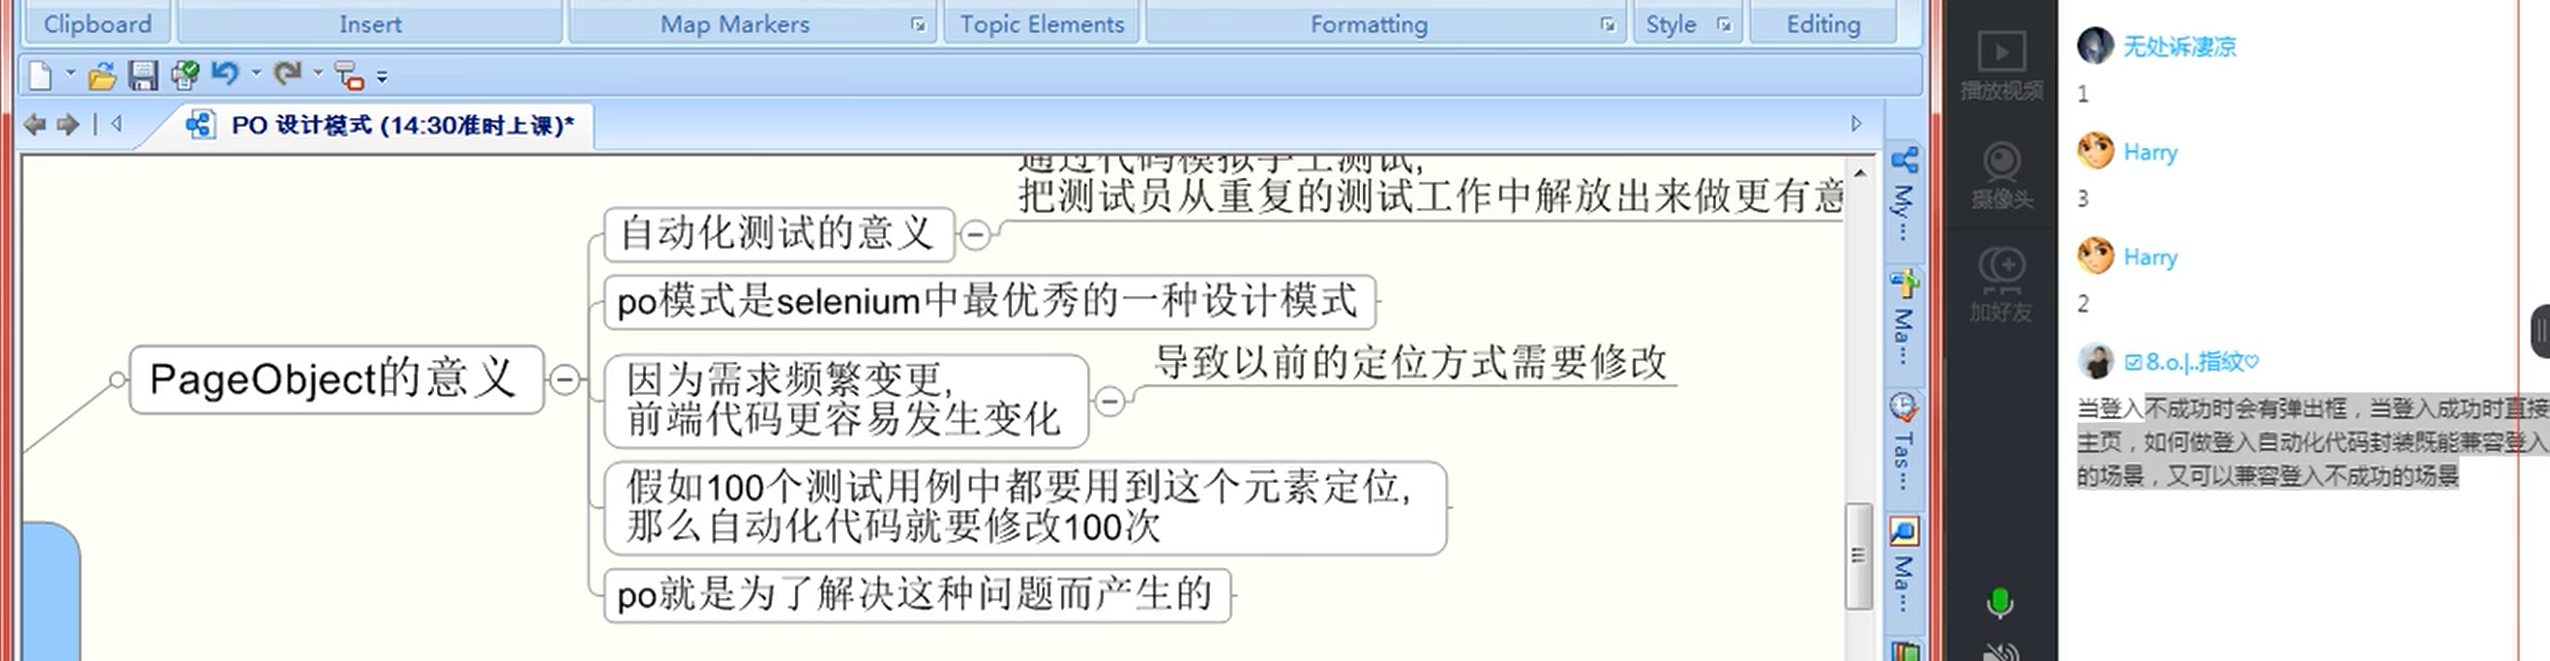 Clipboard
Insert
Map Markers
Topic Elements
Formatting
Style
Editing
PO 设计模式 (14:30准时上课)*
通过代码模拟手工测试,
把测试员从重复的测试工作中解放出来做更有意
自动化测试的意义
po模式是selenium中最优秀的一种设计模式
PageObject的意义
因为需求频繁变更,
前端代码更容易发生变化
导致以前的定位方式需要修改
假如100个测试用例中都要用到这个元素定位,
那么自动化代码就要修改100次
po就是为了解决这种问题而产生的
My...
Ma...
Tas...
Ma...
播放视频
摄像头
加好友
无处诉凄凉
1
Harry
3
Harry
2
☑8.o.|..指纹♡
当登入不成功时会有弹出框，当登入成功时直接
主页，如何做登入自动化代码封装既能兼容登入
的场景，又可以兼容登入不成功的场景